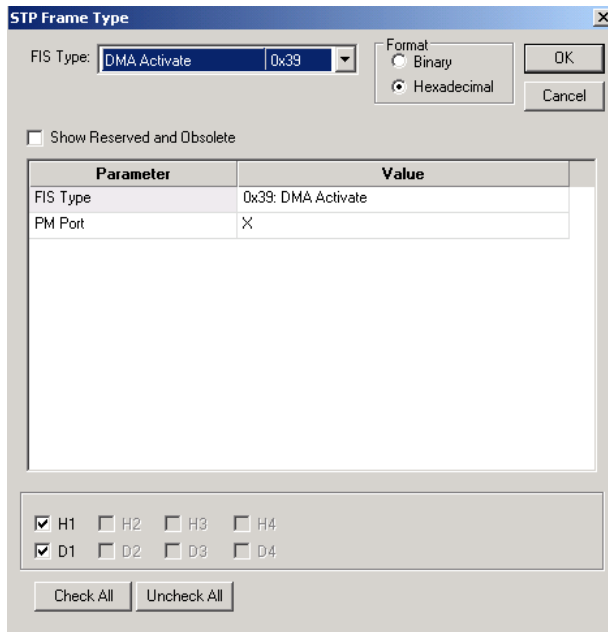 STP Frame Type
FIS Type: DMA Activate 0x39
Format
Binary
Hexadecimal
OK
Cancel
Show Reserved and Obsolete
Parameter Value
FIS Type 0x39: DMA Activate
PM Port X
H1 H2 H3 H4
D1 D2 D3 D4
Check All Uncheck All